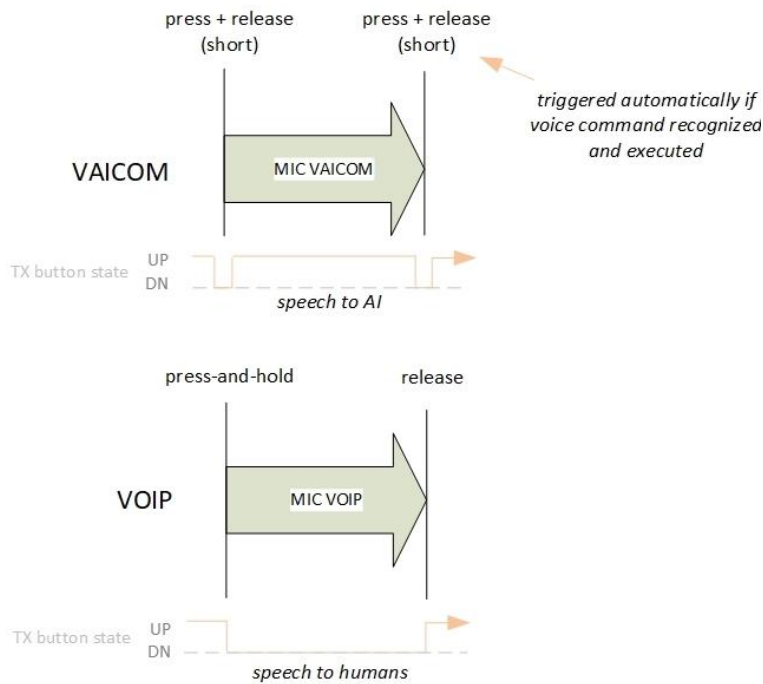 press + release
(short)
press + release
(short)
triggered automatically if
voice command recognized
and executed
VAICOM
MIC VAICOM
TX button state
UP
DN
speech to AI
press-and-hold
release
VOIP
MIC VOIP
TX button state
UP
DN
speech to humans